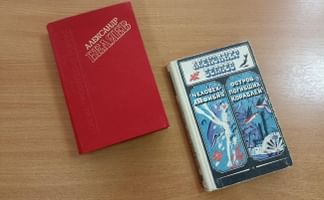 АЛЕКСАНДР
БЕЛЯЕВ
АЛЕКСАНДР
БЕЛЯЕВ
ЧЕЛОВЕК-
АМФИБИЯ
ОСТРОВ
ПОГИБШИХ
КОРАБЛЕЙ